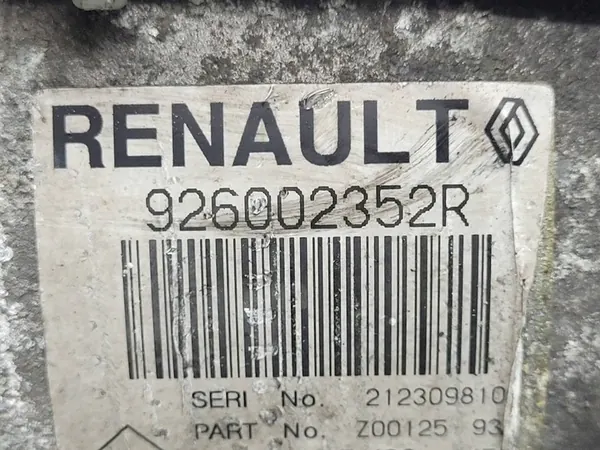 RENAULT
926002352R
SERI No. 212309810
PART No. Z00125 93